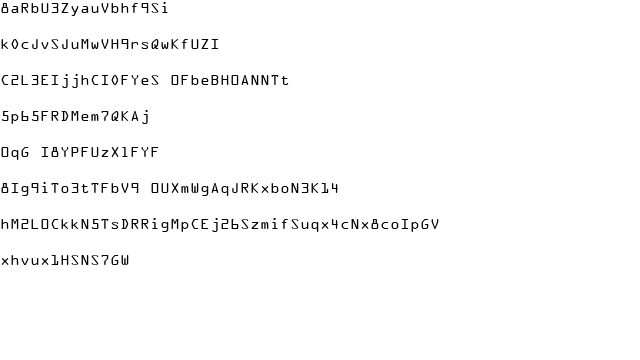 8aRbU3ZyauVbhf9Si
k0cJvSJuMwVH9rsQwKfUZI
C2L3EIjjhCI0FYeS OFbeBHOANNTt
5p65FRDMem7QKAj
OqG I8YPFUzX1FYF
8Ig9iTo3tTFbV9 OUXmWgAqJRKxboN3K14
hM2LOCkkN5TsDRRigMpCEj26SzmifSuqx4cNx8coIpGV
xhvux1HSNS7GW